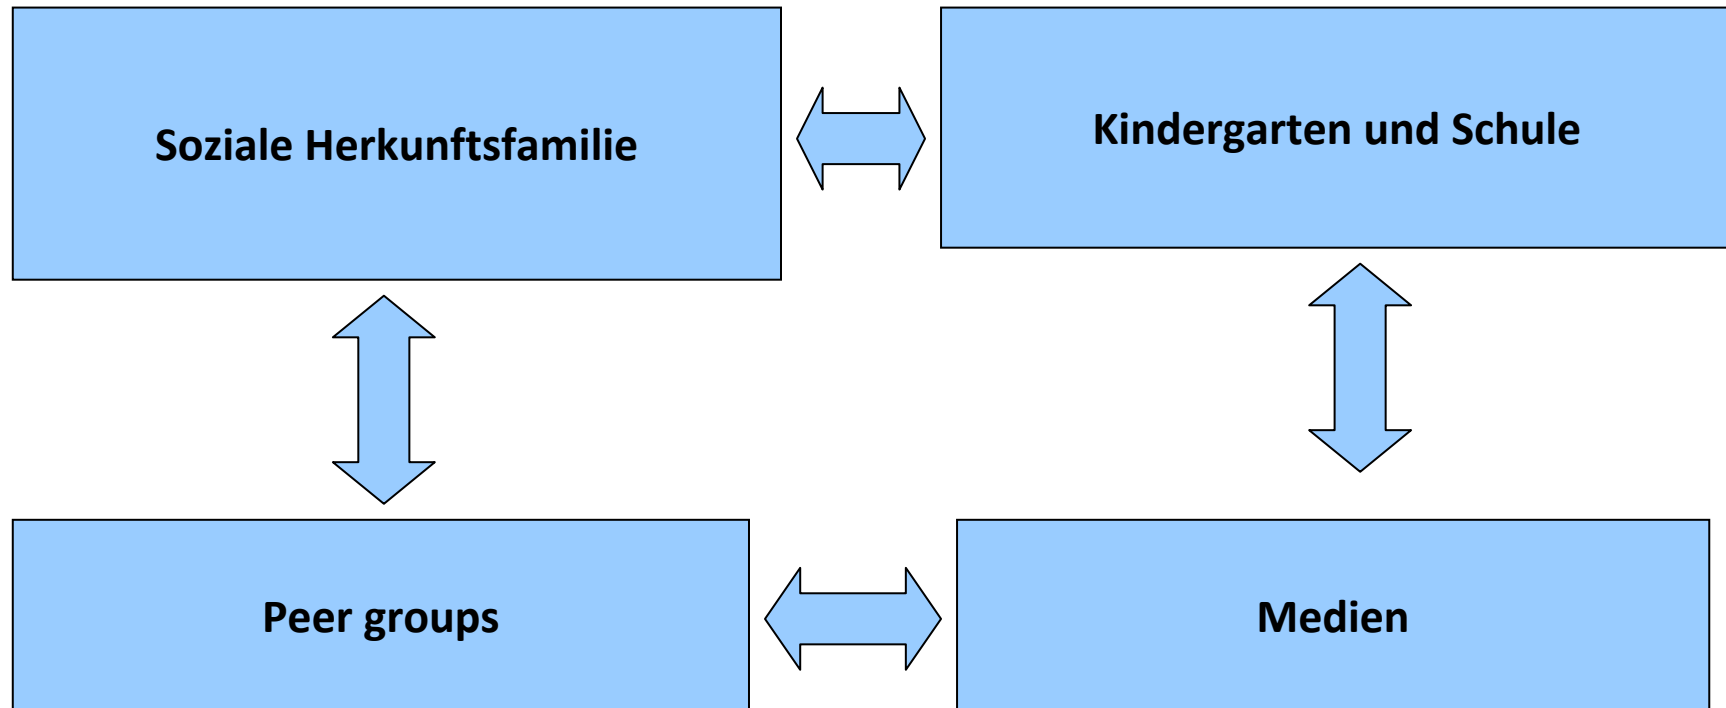 Soziale Herkunftsfamilie
Kindergarten und Schule
Peer groups
Medien